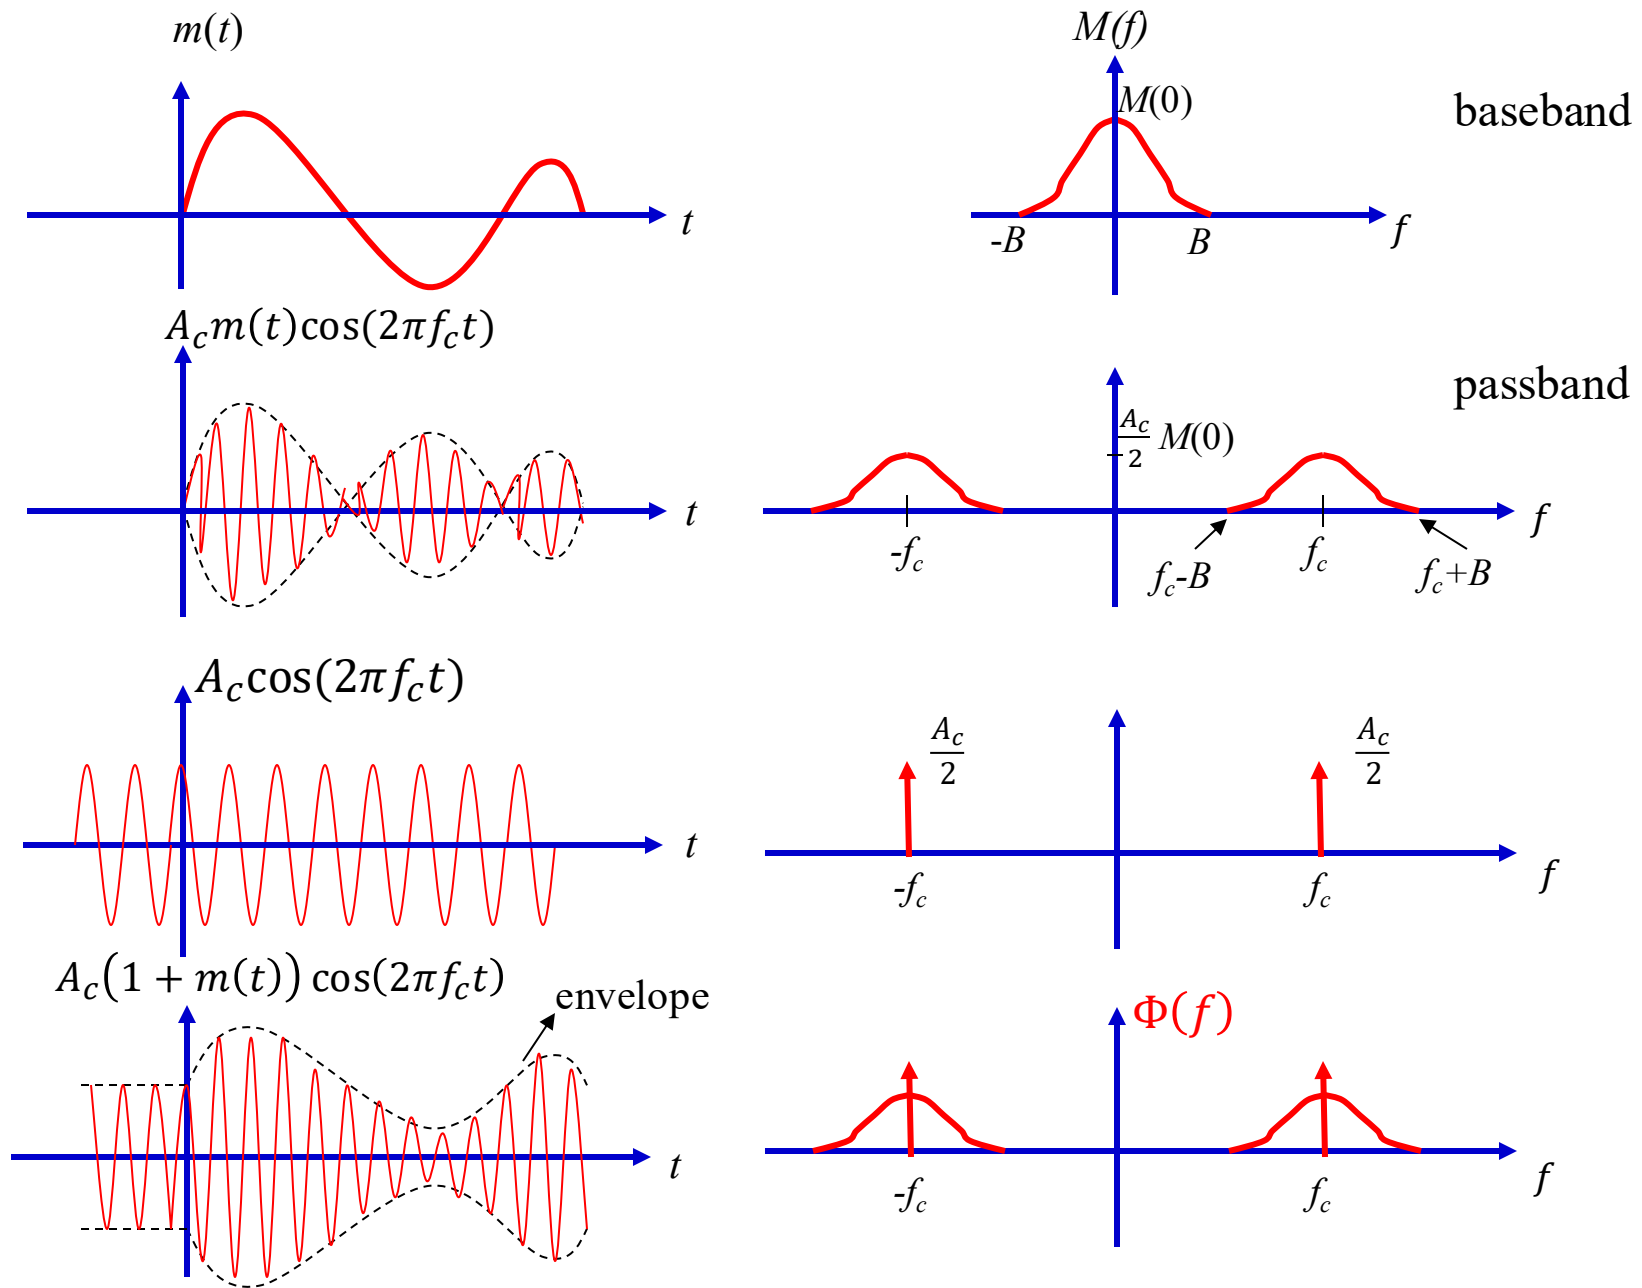 m(t)
M(f)
M(0)
baseband
t
-B
B
f
A_c m(t)cos(2πf_c t)
passband
A_c/2 M(0)
t
-f_c
f_c
f
f_c-B
f_c+B
A_c cos(2πf_c t)
A_c/2
A_c/2
t
-f_c
f_c
f
A_c(1 + m(t)) cos(2πf_c t)
envelope
Φ(f)
t
-f_c
f_c
f